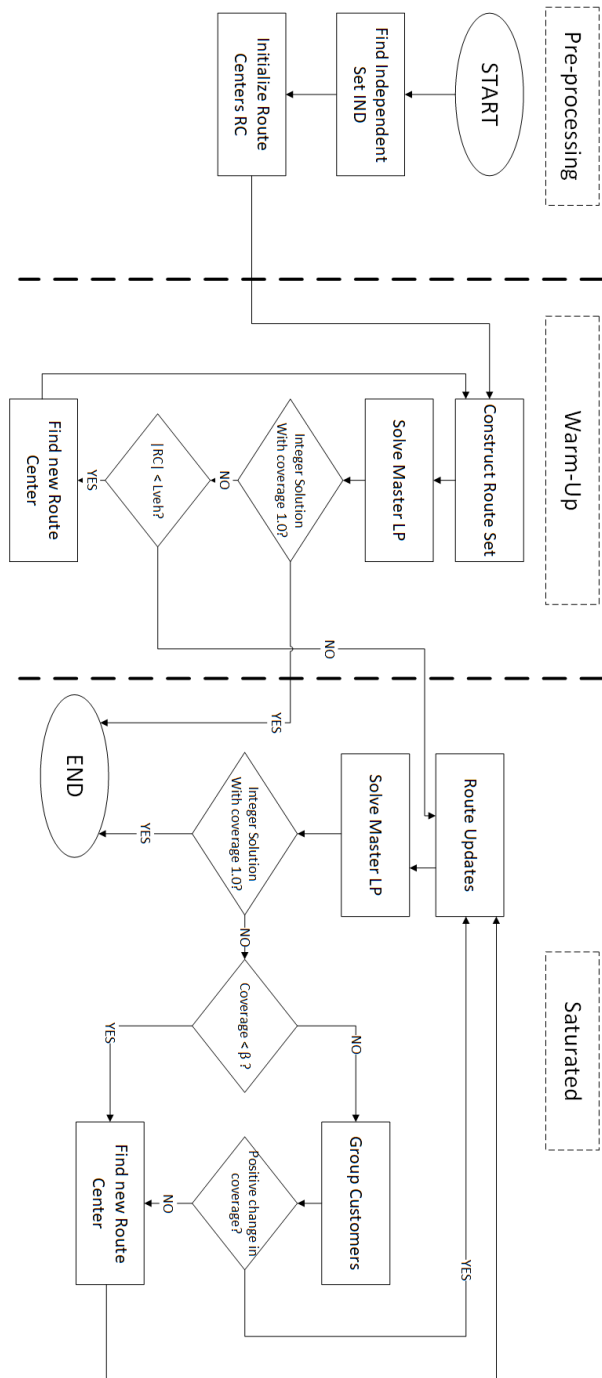 Pre-processing
START
Find Independent
Set IND
Initialize Route
Centers RC
Warm-Up
Construct Route Set
Solve Master LP
Integer Solution
With coverage 1.0?
NO
YES
|RC| < Lveh?
NO
YES
Find new Route
Center
Saturated
Route Updates
Solve Master LP
Integer Solution
With coverage 1.0?
YES
NO
END
Coverage < β ?
NO
YES
Group Customers
Positive change in
coverage?
YES
NO
Find new Route
Center